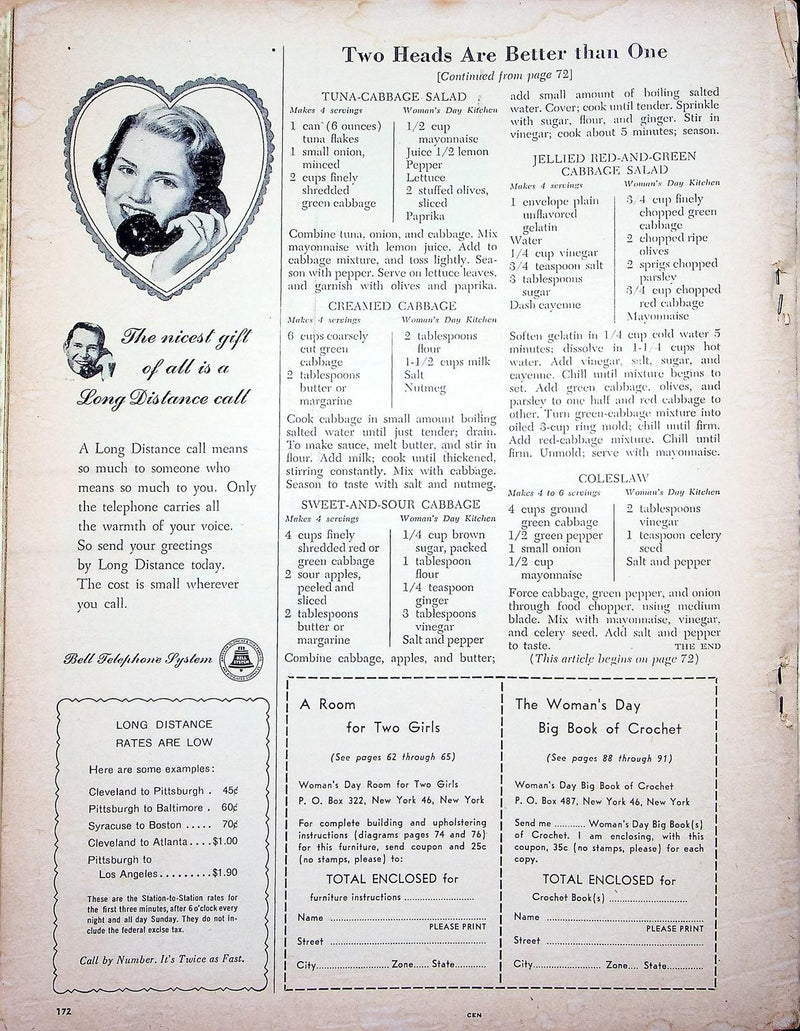 Two Heads Are Better than One
[Continued from page 72]
The nicest gift
of all is a
Long Distance call
A Long Distance call means
so much to someone who
means so much to you. Only
the telephone carries all
the warmth of your voice.
So send your greetings
by Long Distance today.
The cost is small wherever
you call.
Bell Telephone System
BELL
SYSTEM
LONG DISTANCE
RATES ARE LOW
Here are some examples:
Cleveland to Pittsburgh . 45¢
Pittsburgh to Baltimore . 60¢
Syracuse to Boston ..... 70¢
Cleveland to Atlanta....$1.00
Pittsburgh to
Los Angeles.........$1.90
These are the Station-to-Station rates for
the first three minutes, after 6 o'clock every
night and all day Sunday. They do not in-
clude the federal excise tax.
Call by Number. It's Twice as Fast.
TUNA-CABBAGE SALAD
Makes 4 servings Woman's Day Kitchen
1 can (6 ounces)
tuna flakes
1 small onion,
minced
2 cups finely
shredded
green cabbage
1/2 cup
mayonnaise
Juice 1/2 lemon
Pepper
Lettuce
2 stuffed olives,
sliced
Paprika
Combine tuna, onion, and cabbage. Mix
mayonnaise with lemon juice. Add to
cabbage mixture, and toss lightly. Sea-
son with pepper. Serve on lettuce leaves,
and garnish with olives and paprika.
CREAMED CABBAGE
Makes 4 servings Woman's Day Kitchen
6 cups coarsely
cut green
cabbage
2 tablespoons
butter or
margarine
2 tablespoons
flour
1-1/2 cups milk
Salt
Nutmeg
Cook cabbage in small amount boiling
salted water until just tender; drain.
To make sauce, melt butter, and stir in
flour. Add milk; cook until thickened,
stirring constantly. Mix with cabbage.
Season to taste with salt and nutmeg.
SWEET-AND-SOUR CABBAGE
Makes 4 servings Woman's Day Kitchen
4 cups finely
shredded red or
green cabbage
2 sour apples,
peeled and
sliced
2 tablespoons
butter or
margarine
1/4 cup brown
sugar, packed
1 tablespoon
flour
1/4 teaspoon
ginger
3 tablespoons
vinegar
Salt and pepper
Combine cabbage, apples, and butter;
add small amount of boiling salted
water. Cover; cook until tender. Sprinkle
with sugar, flour, and ginger. Stir in
vinegar; cook about 5 minutes; season.
JELLIED RED-AND-GREEN
CABBAGE SALAD
Makes 4 servings Woman's Day Kitchen
1 envelope plain
unflavored
gelatin
Water
1/4 cup vinegar
3/4 teaspoon salt
3 tablespoons
sugar
Dash cayenne
3/4 cup finely
chopped green
cabbage
2 chopped ripe
olives
2 sprigs chopped
parsley
3/4 cup chopped
red cabbage
Mayonnaise
Soften gelatin in 1/4 cup cold water 5
minutes; dissolve in 1-1/4 cups hot
water. Add vinegar, salt, sugar, and
cayenne. Chill until mixture begins to
set. Add green cabbage, olives, and
parsley to one half and red cabbage to
other. Turn green-cabbage mixture into
oiled 3-cup ring mold; chill until firm.
Add red-cabbage mixture. Chill until
firm. Unmold; serve with mayonnaise.
COLESLAW
Makes 4 to 6 servings Woman's Day Kitchen
4 cups ground
green cabbage
1/2 green pepper
1 small onion
1/2 cup
mayonnaise
2 tablespoons
vinegar
1 teaspoon celery
seed
Salt and pepper
Force cabbage, green pepper, and onion
through food chopper, using medium
blade. Mix with mayonnaise, vinegar,
and celery seed. Add salt and pepper
to taste. THE END
(This article begins on page 72)
A Room
for Two Girls
(See pages 62 through 65)
Woman's Day Room for Two Girls
P. O. Box 322, New York 46, New York
For complete building and upholstering
instructions (diagrams pages 74 and 76)
for this furniture, send coupon and 25c
(no stamps, please) to:
TOTAL ENCLOSED for
furniture instructions ..........................
Name ..........................................................
PLEASE PRINT
Street ..........................................................
City.......................... Zone...... State...........
The Woman's Day
Big Book of Crochet
(See pages 88 through 91)
Woman's Day Big Book of Crochet
P. O. Box 487, New York 46, New York
Send me ............ Woman's Day Big Book(s)
of Crochet. I am enclosing, with this
coupon, 35c (no stamps, please) for each
copy.
TOTAL ENCLOSED for
Crochet Book(s) .............................
Name ..........................................................
PLEASE PRINT
Street ..........................................................
City........................ Zone.... State.............
172
CEN